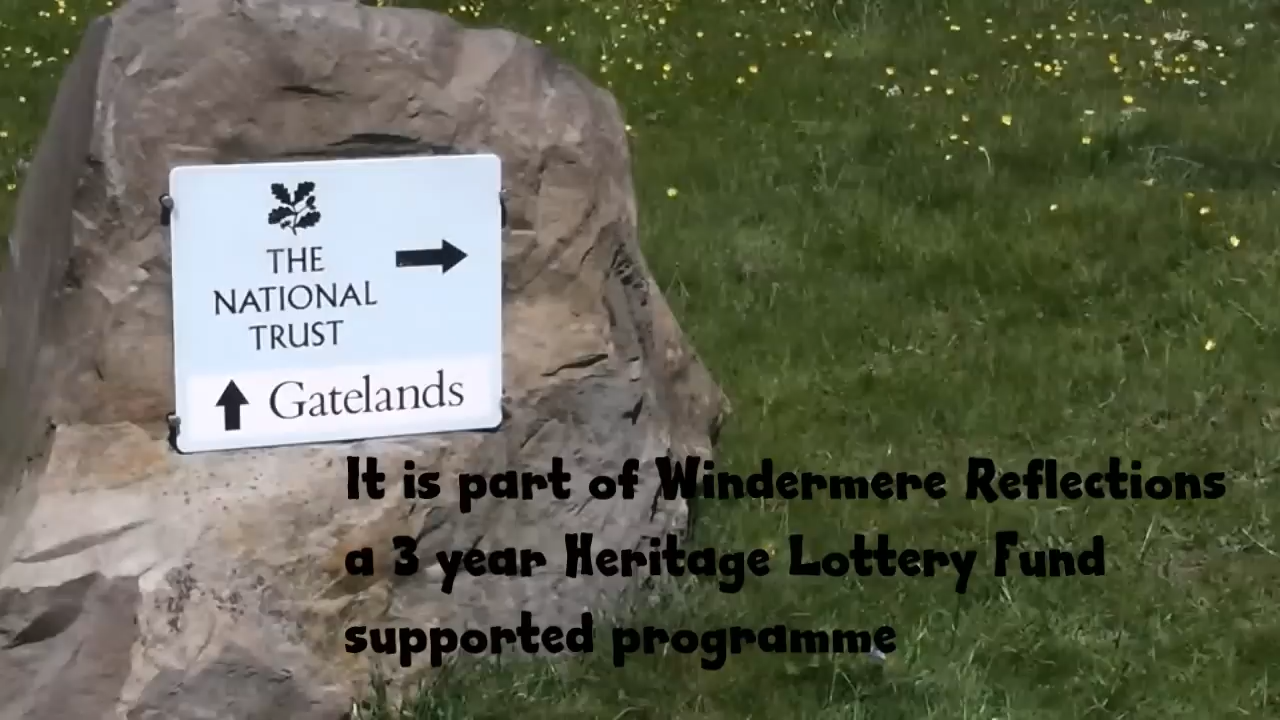 THE
NATIONAL
TRUST
Gatelands
It is part of Windermere Reflections
a 3 year Heritage Lottery Fund
supported programme